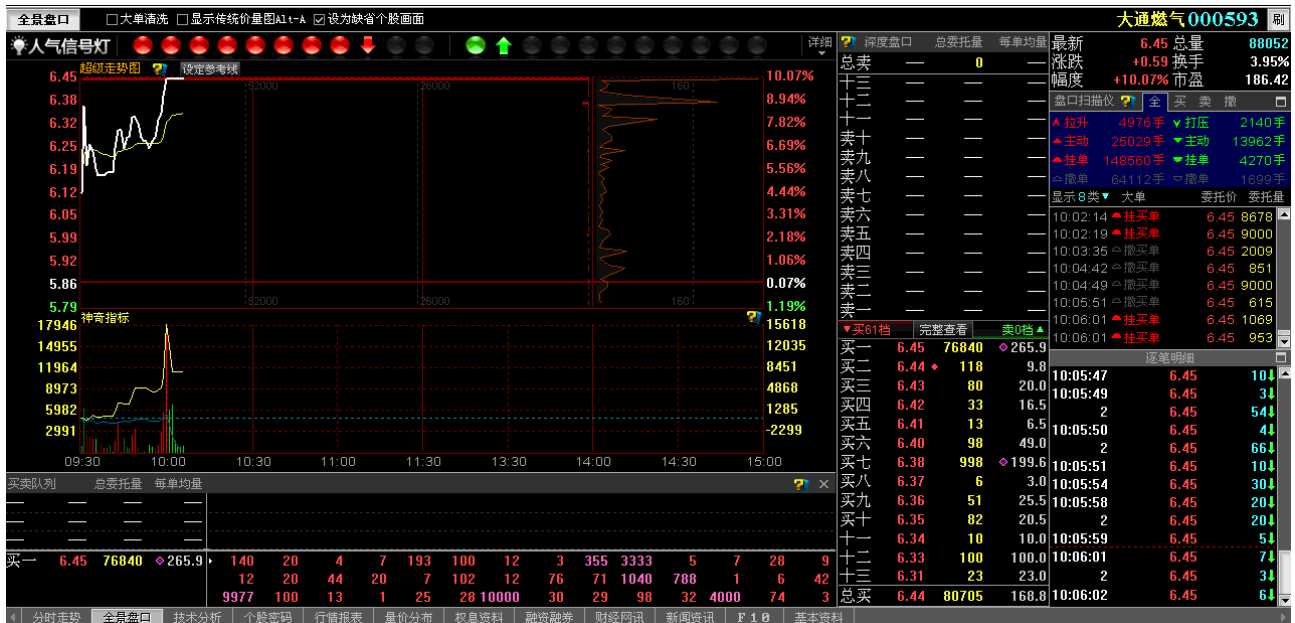 全景盘口 大单清洗 显示传统价量图Alt-A 设为缺省个股画面 大通燃气000593 刷
人气信号灯 详细
超级走势图 设定参考线
6.45 10.07%
52000 26000 160
6.38 8.94%
6.32 7.82%
6.25 6.69%
6.19 5.56%
6.12 4.44%
6.05 3.31%
5.99 2.18%
5.92 1.06%
5.86 0.07%
52000 26000 160
5.79 1.19%
神奇指标
17946 15618
14955 12035
11964 8451
8973 4868
5982 1285
2991 -2299
09:30 10:00 10:30 11:00 11:30 13:30 14:00 14:30 15:00
买卖队列 总委托量 每单均量
— — —
— — —
— — —
买一 6.45 76840 ◇265.9 140 20 4 7 193 100 12 3 355 3333 5 7 28 9
12 20 44 20 7 102 12 76 71 1040 788 1 6 42
9977 100 13 1 25 28 10000 30 29 98 32 4000 74 3
深度盘口 总委托量 每单均量
总卖 — 0 —
十三 — — —
十二 — — —
十一 — — —
卖十 — — —
卖九 — — —
卖八 — — —
卖七 — — —
卖六 — — —
卖五 — — —
卖四 — — —
卖三 — — —
卖二 — — —
卖一 — — —
▼买61档 完整查看 卖0档▲
买一 6.45 76840 ◇265.9
买二 6.44 ◆ 118 9.8
买三 6.43 80 20.0
买四 6.42 33 16.5
买五 6.41 13 6.5
买六 6.40 98 49.0
买七 6.38 998 ◇199.6
买八 6.37 6 3.0
买九 6.36 51 25.5
买十 6.35 82 20.5
十一 6.34 10 10.0
十二 6.33 100 100.0
十三 6.31 23 23.0
总买 6.44 80705 168.8
最新 6.45 总量 88052
涨跌 +0.59 换手 3.95%
幅度 +10.07% 市盈 186.42
盘口扫描仪 全 买 卖 撤
拉升 4976手 打压 2140手
主动 25029手 主动 13962手
挂单 148560手 挂单 4270手
撤单 64112手 撤单 1699手
显示8类▼ 大单 委托价 委托量
10:02:14 挂买单 6.45 8678
10:02:19 挂买单 6.45 9000
10:03:35 撤买单 6.45 2009
10:04:42 撤买单 6.45 851
10:04:49 撤买单 6.45 9000
10:05:51 撤买单 6.45 615
10:06:01 挂买单 6.45 1069
10:06:01 挂买单 6.45 953
逐笔明细
10:05:47 6.45 10↓
10:05:49 6.45 3↓
2 6.45 54↓
10:05:50 6.45 4↓
2 6.45 66↓
10:05:51 6.45 10↓
10:05:54 6.45 30↓
10:05:58 6.45 20↓
2 6.45 20↓
10:05:59 6.45 5↓
10:06:01 6.45 7↓
2 6.45 3↓
10:06:02 6.45 6↓
分时走势 全景盘口 技术分析 个股密码 行情报表 量价分布 权息资料 融资融券 财经网讯 新闻资讯 F10 基本资料